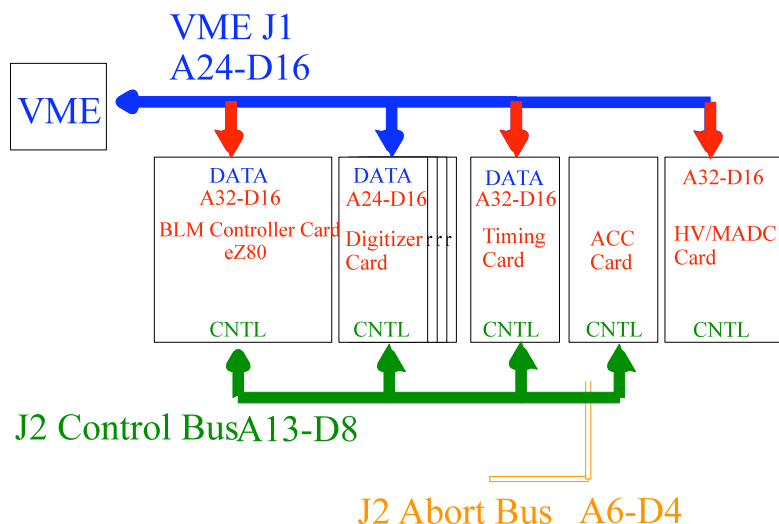 VME J1
A24-D16
VME
DATA
A32-D16
BLM Controller Card
eZ80
CNTL
DATA
A24-D16
Digitizer r r r
Card
CNTL
DATA
A32-D16
Timing
Card
CNTL
ACC
Card
CNTL
A32-D16
HV/MADC
Card
CNTL
J2 Control Bus A13-D8
J2 Abort Bus A6-D4